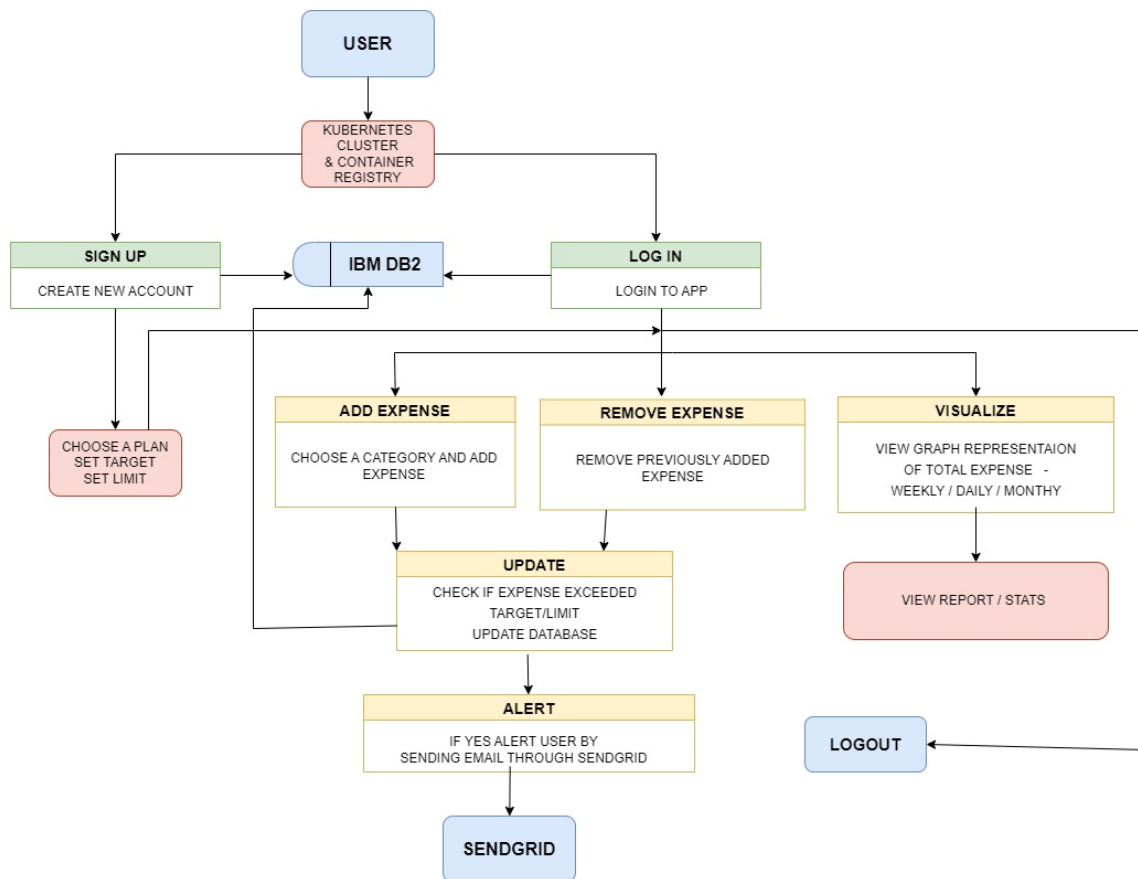 USER
KUBERNETES
CLUSTER
& CONTAINER
REGISTRY
SIGN UP
CREATE NEW ACCOUNT
IBM DB2
LOG IN
LOGIN TO APP
CHOOSE A PLAN
SET TARGET
SET LIMIT
ADD EXPENSE
CHOOSE A CATEGORY AND ADD
EXPENSE
REMOVE EXPENSE
REMOVE PREVIOUSLY ADDED
EXPENSE
VISUALIZE
VIEW GRAPH REPRESENTAION
OF TOTAL EXPENSE -
WEEKLY / DAILY / MONTHY
UPDATE
CHECK IF EXPENSE EXCEEDED
TARGET/LIMIT
UPDATE DATABASE
VIEW REPORT / STATS
ALERT
IF YES ALERT USER BY
SENDING EMAIL THROUGH SENDGRID
LOGOUT
SENDGRID